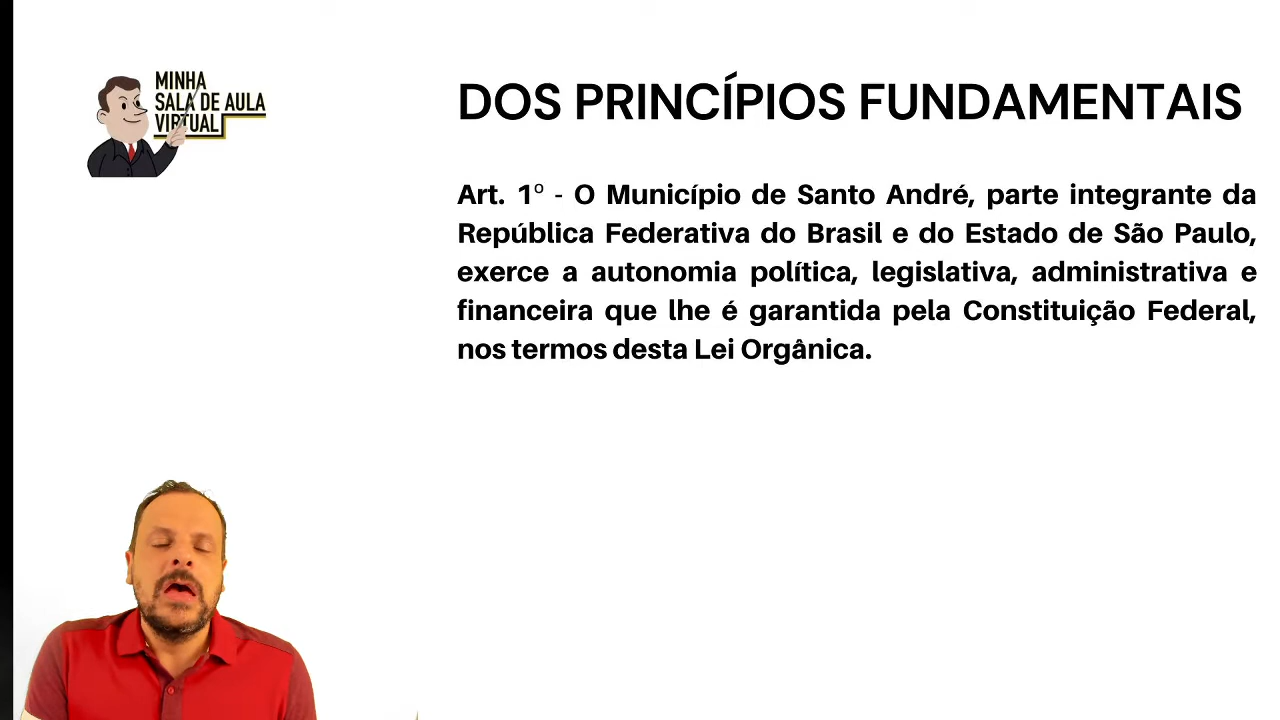 MINHA
SALA DE AULA
VIRTUAL
DOS PRINCÍPIOS FUNDAMENTAIS
Art. 1º - O Município de Santo André, parte integrante da
República Federativa do Brasil e do Estado de São Paulo,
exerce a autonomia política, legislativa, administrativa e
financeira que lhe é garantida pela Constituição Federal,
nos termos desta Lei Orgânica.